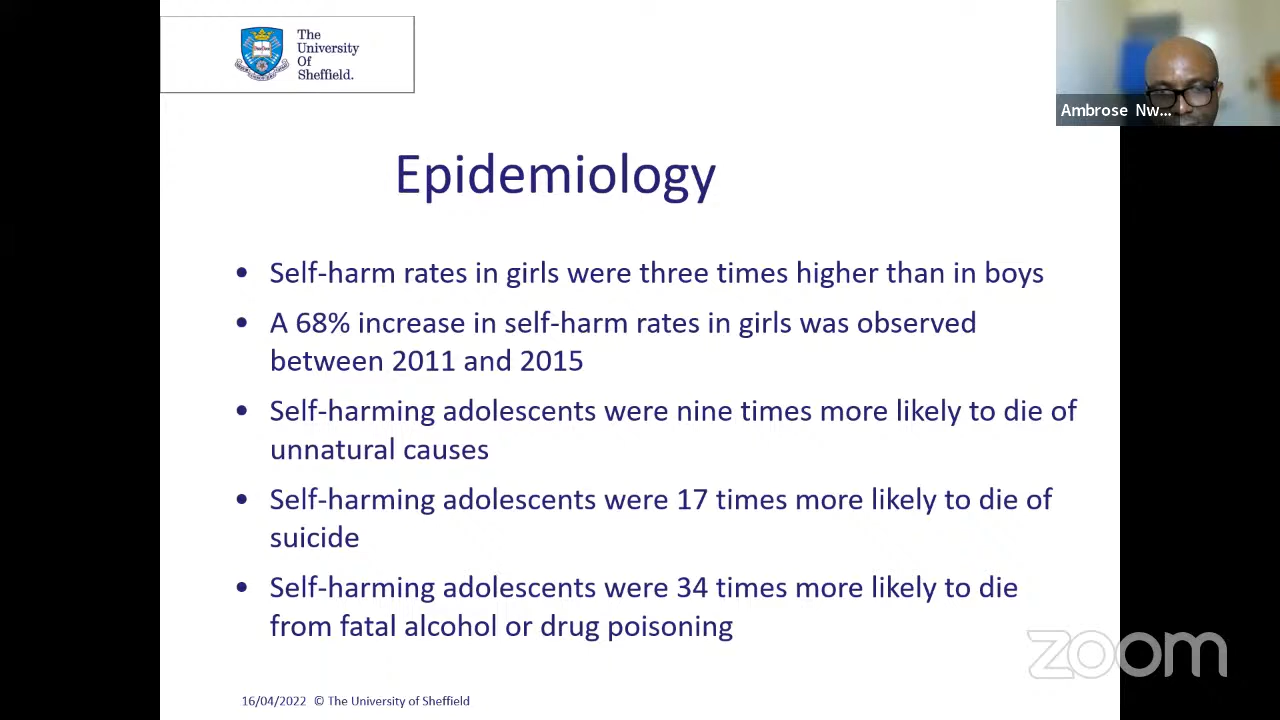 The
University
Of
Sheffield.
Ambrose Nw...
Epidemiology
• Self-harm rates in girls were three times higher than in boys
• A 68% increase in self-harm rates in girls was observed
between 2011 and 2015
• Self-harming adolescents were nine times more likely to die of
unnatural causes
• Self-harming adolescents were 17 times more likely to die of
suicide
• Self-harming adolescents were 34 times more likely to die
from fatal alcohol or drug poisoning
zoom
16/04/2022 © The University of Sheffield